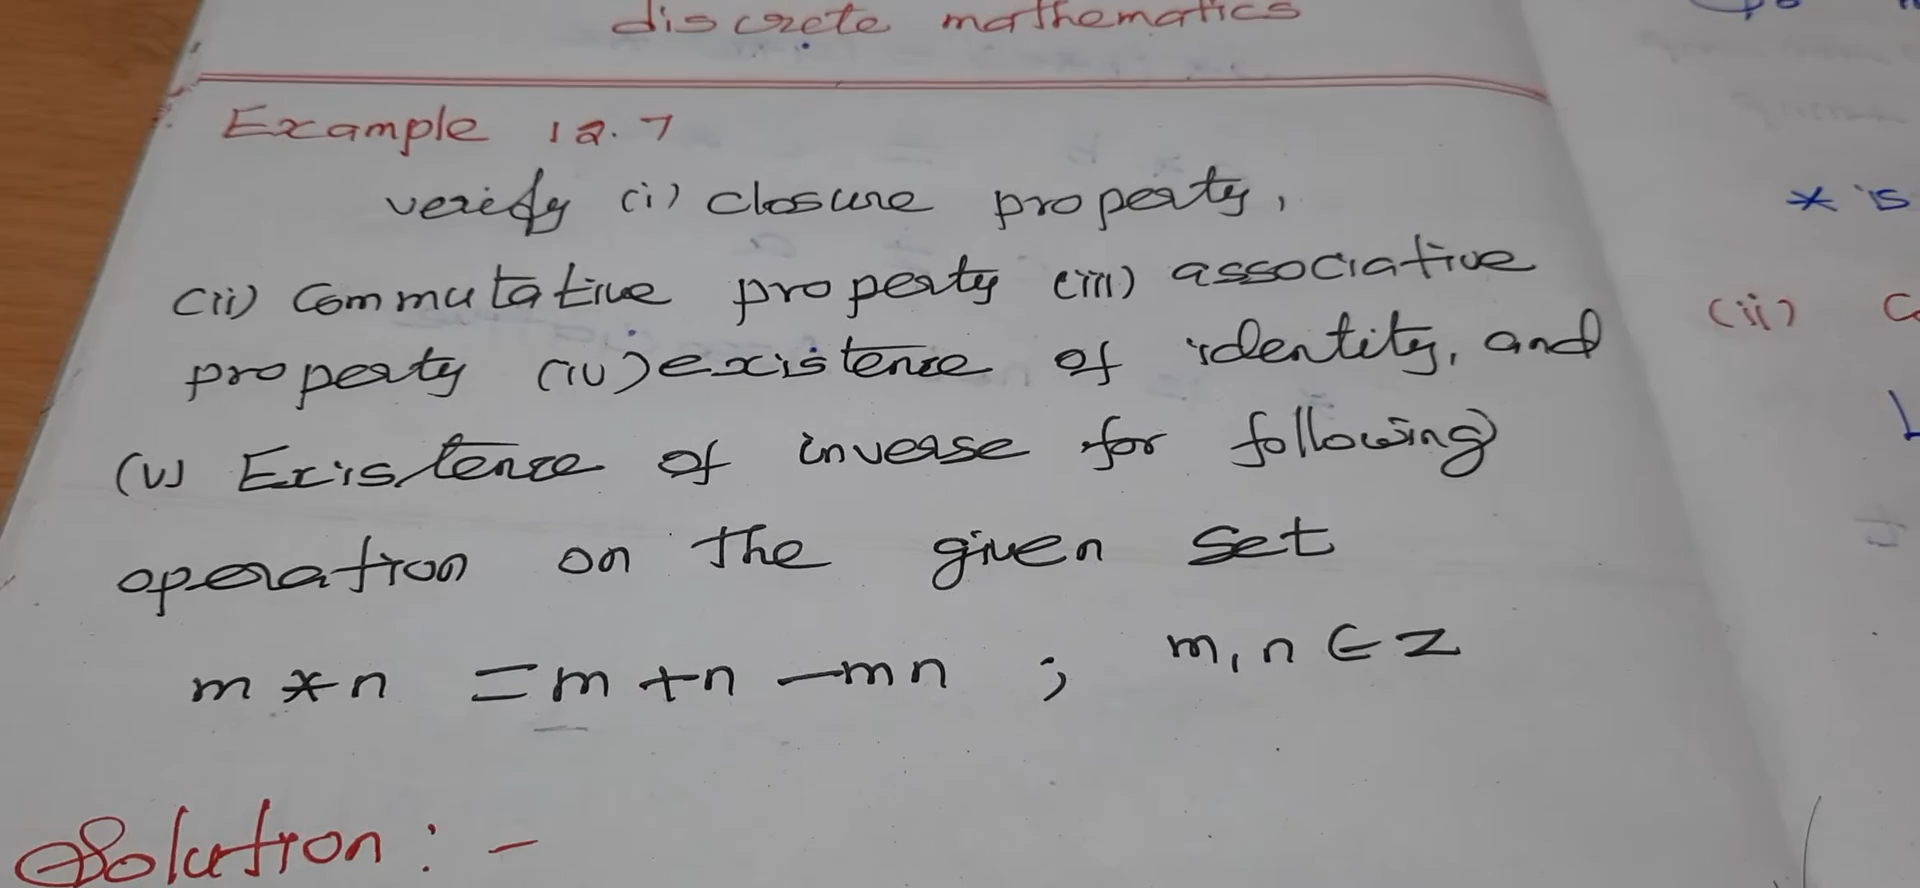 discrete mathematics
Example 12.7
verify (i) closure property,
(ii) Commutative property (iii) associative
property (iv) existence of identity, and
(v) Existence of inverse for following
operation on the given set
m * n = m + n - mn ; m, n ∈ Z
Solution : -
* is
(ii)